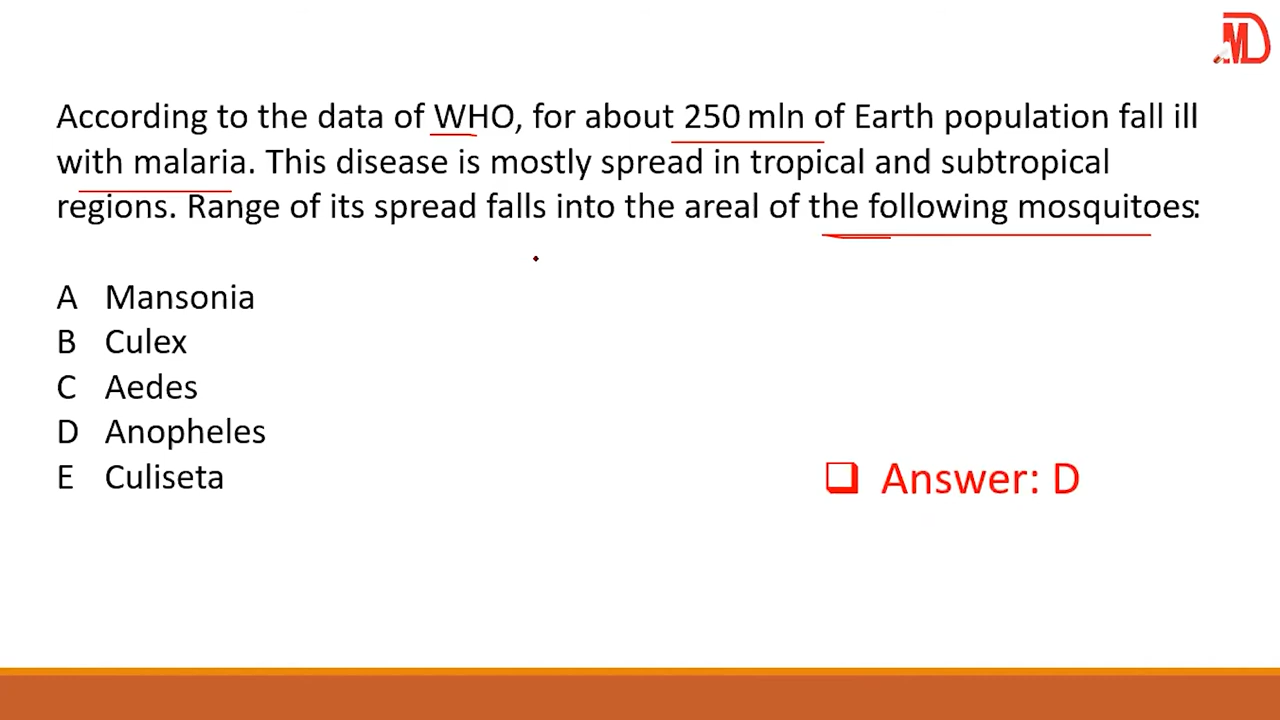 MD
According to the data of WHO, for about 250 mln of Earth population fall ill
with malaria. This disease is mostly spread in tropical and subtropical
regions. Range of its spread falls into the areal of the following mosquitoes:
A Mansonia
B Culex
C Aedes
D Anopheles
E Culiseta
❑ Answer: D